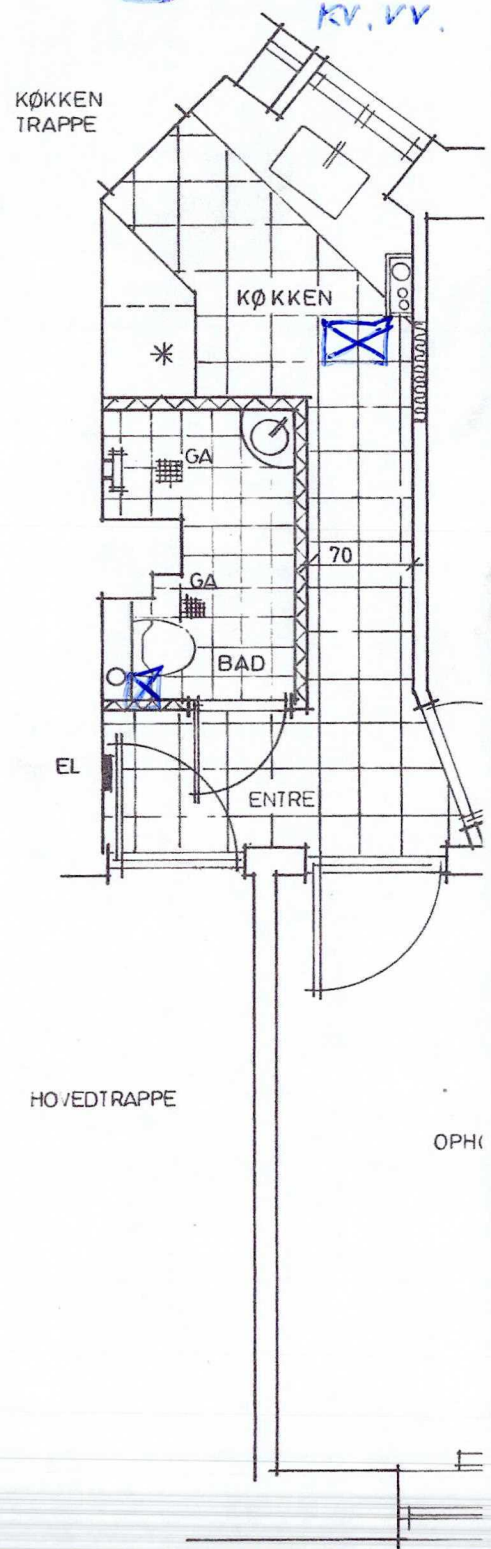 KV. VV.
KØKKEN
TRAPPE
KØKKEN
GA
70
GA
BAD
EL
ENTRE
HOVEDTRAPPE
OPH